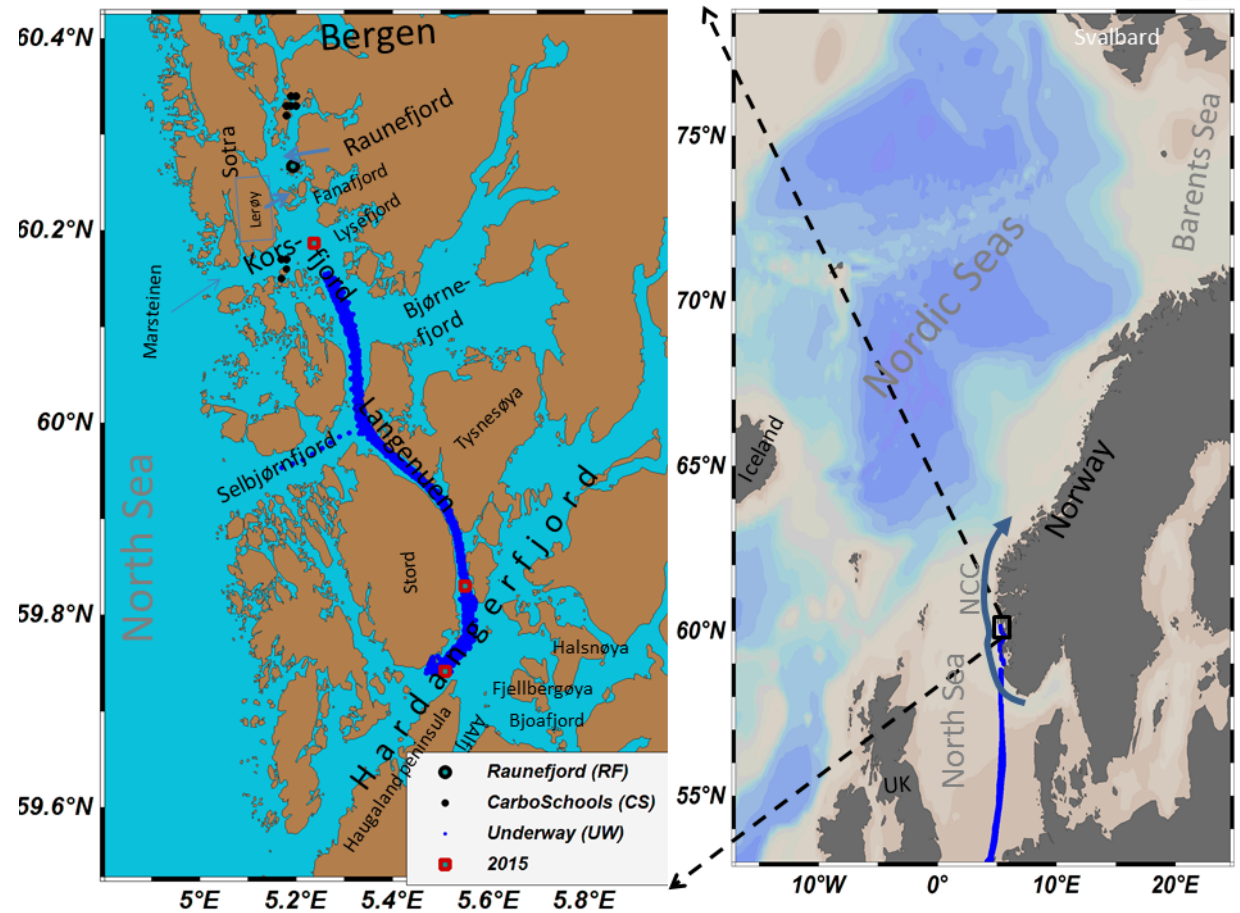 60.4°N
60.2°N
60°N
59.8°N
59.6°N
5°E
5.2°E
5.4°E
5.6°E
5.8°E
Bergen
Raunefjord
Sotra
Lerøy
Fanafjord
Lysefjord
Kors-
fjord
Marsteinen
Bjørne-
fjord
Langenuen
Tysnesøya
Selbjørnfjord
North Sea
Stord
Hardangerfjord
Halsnøya
Fjellbergøya
Bjoafjord
Haugaland peninsula
Raunefjord (RF)
CarboSchools (CS)
Underway (UW)
2015
75°N
70°N
65°N
60°N
55°N
10°W
0°
10°E
20°E
Svalbard
Barents Sea
Nordic Seas
Iceland
Norway
NCC
North Sea
UK